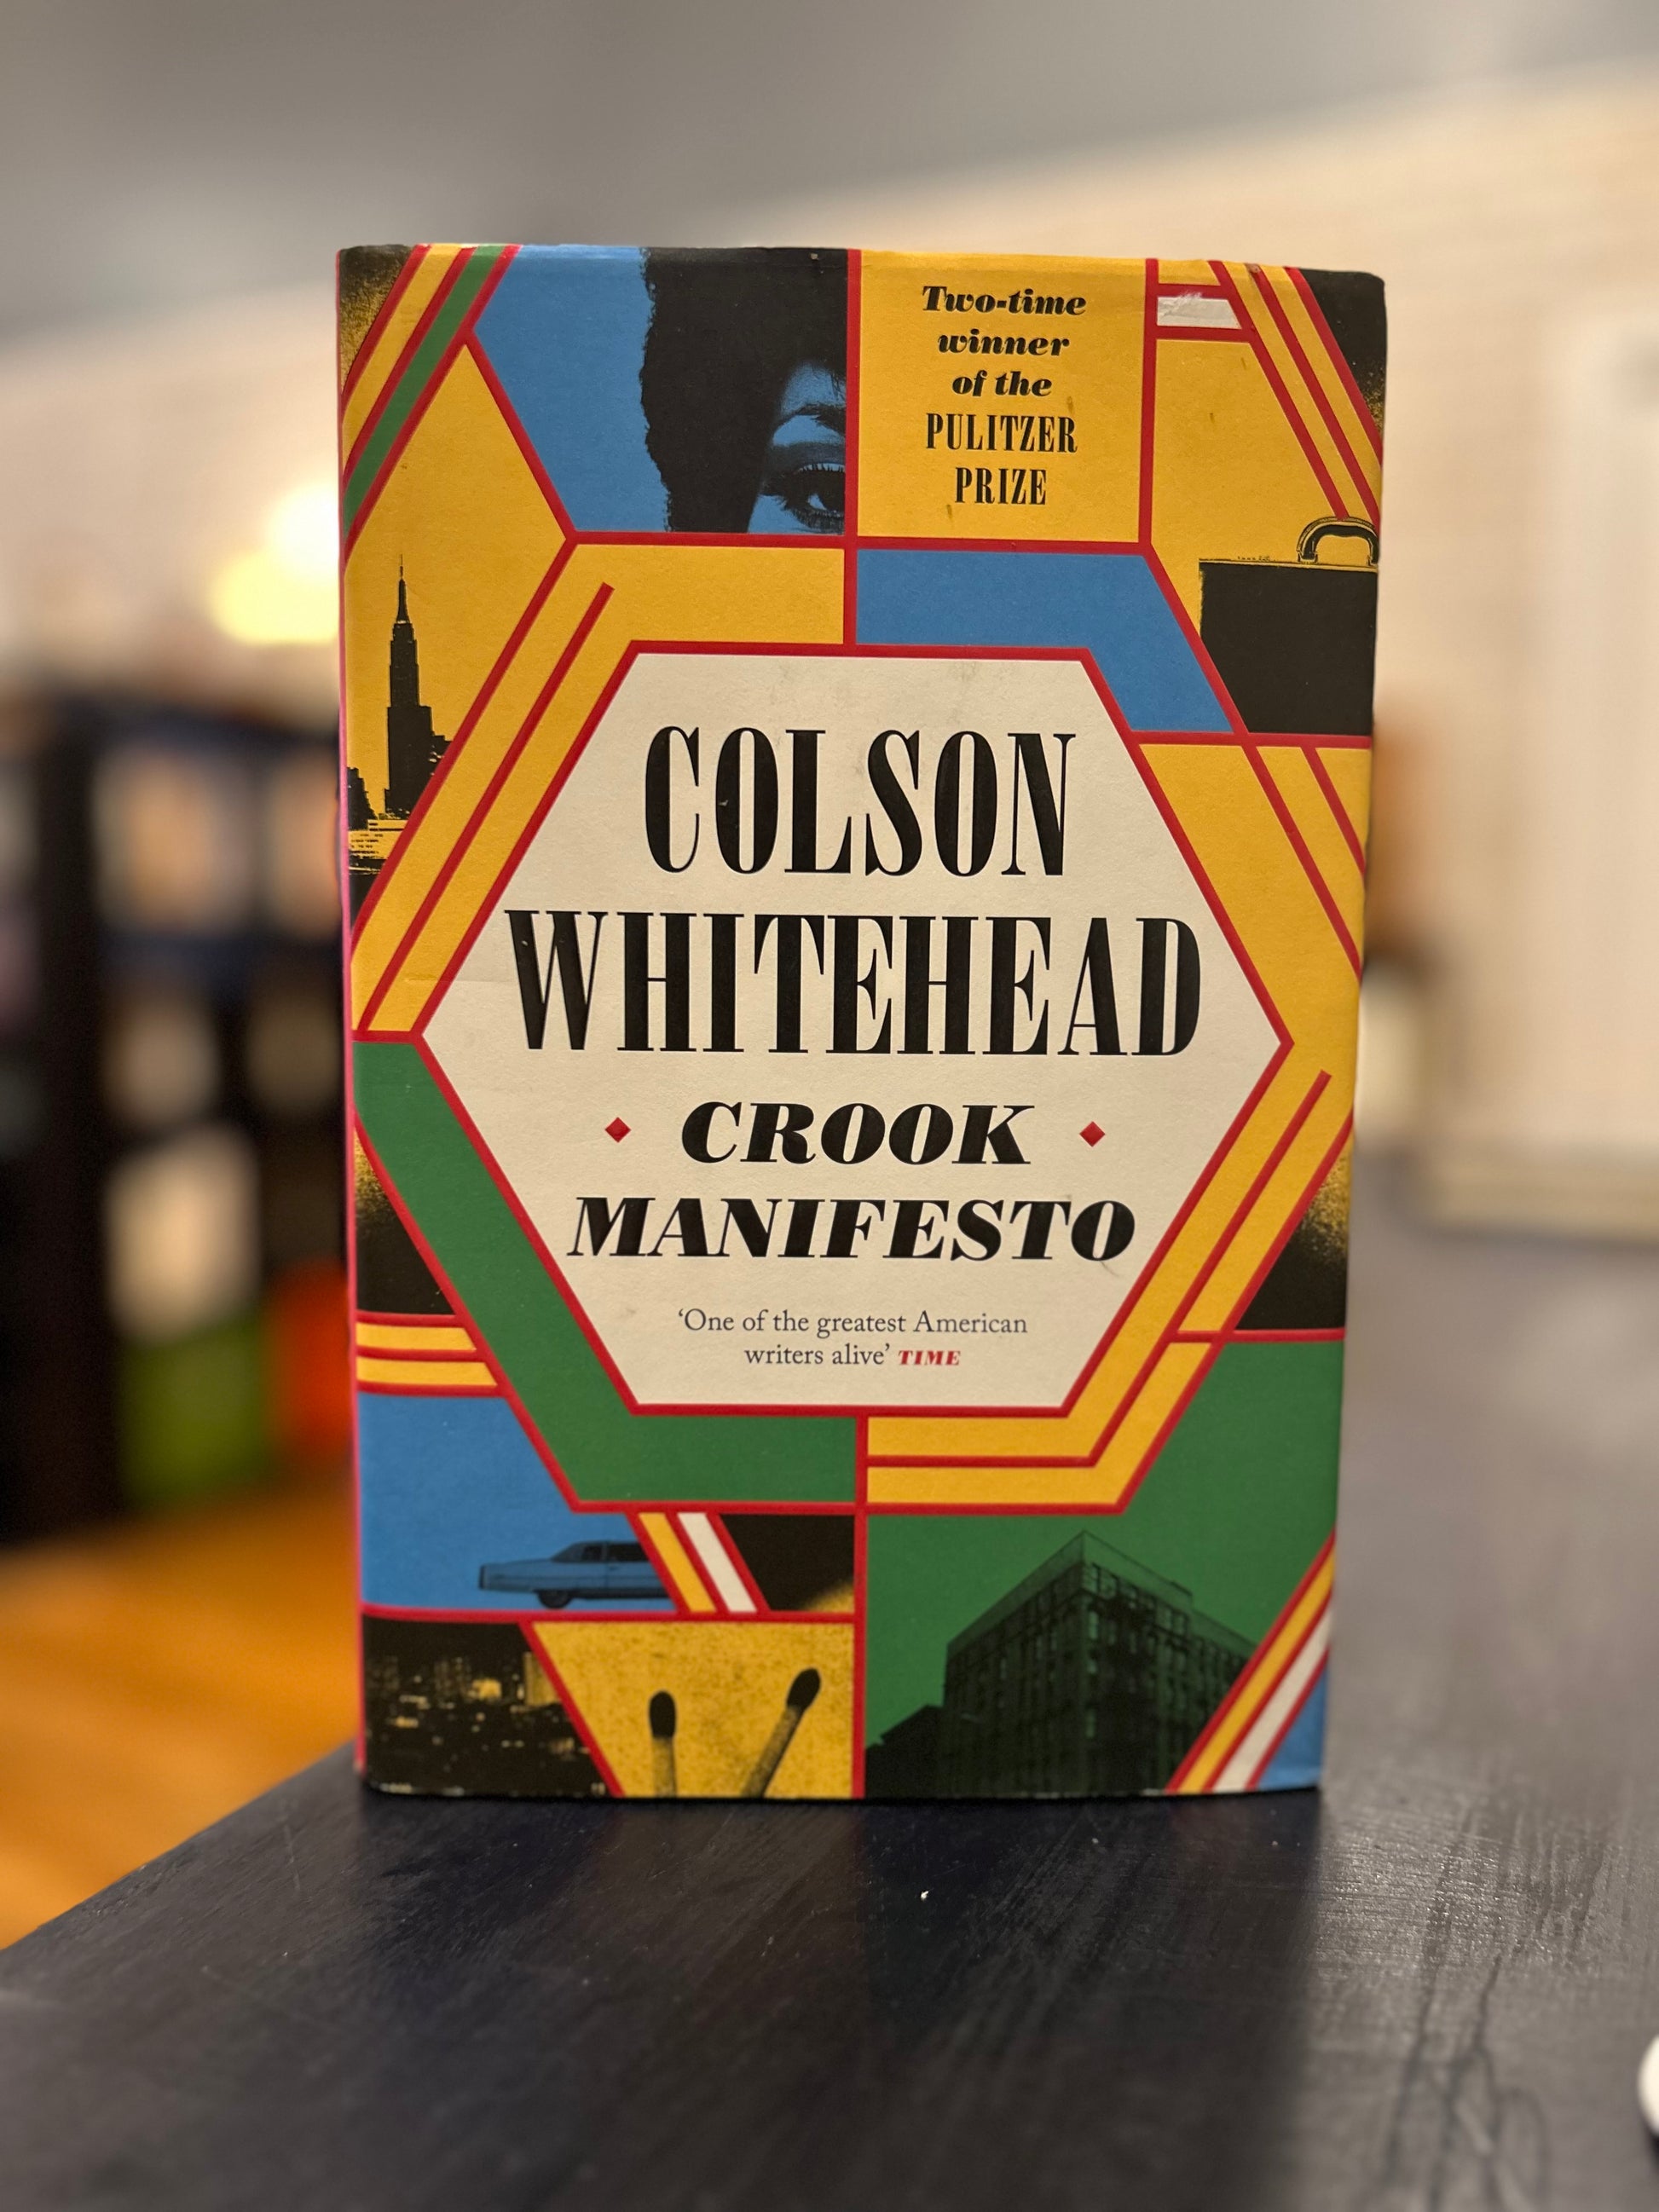 Two-time
winner
of the
PULITZER
PRIZE
COLSON
WHITEHEAD
CROOK
MANIFESTO
‘One of the greatest American
writers alive’ TIME